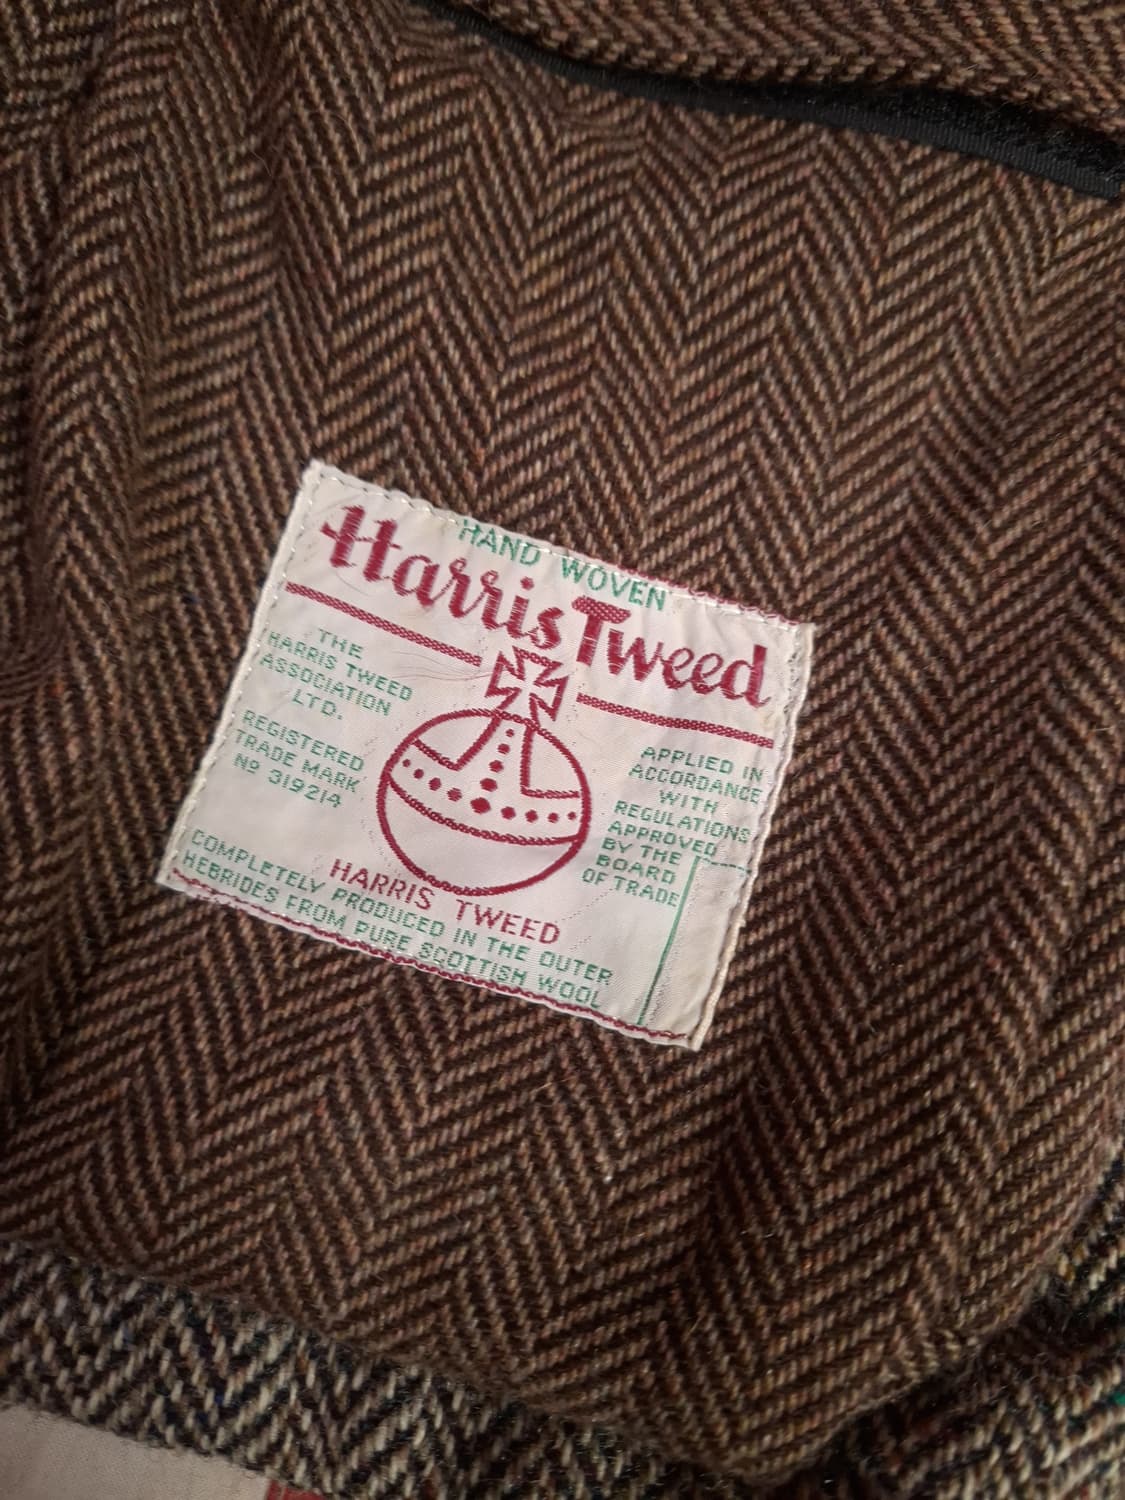 HAND WOVEN
Harris Tweed
THE
HARRIS TWEED
ASSOCIATION
LTD.
REGISTERED
TRADE MARK
Nº 319214
APPLIED IN
ACCORDANCE
WITH
REGULATIONS
APPROVED
BY THE
BOARD
OF TRADE
HARRIS TWEED
COMPLETELY PRODUCED IN THE OUTER
HEBRIDES FROM PURE SCOTTISH WOOL